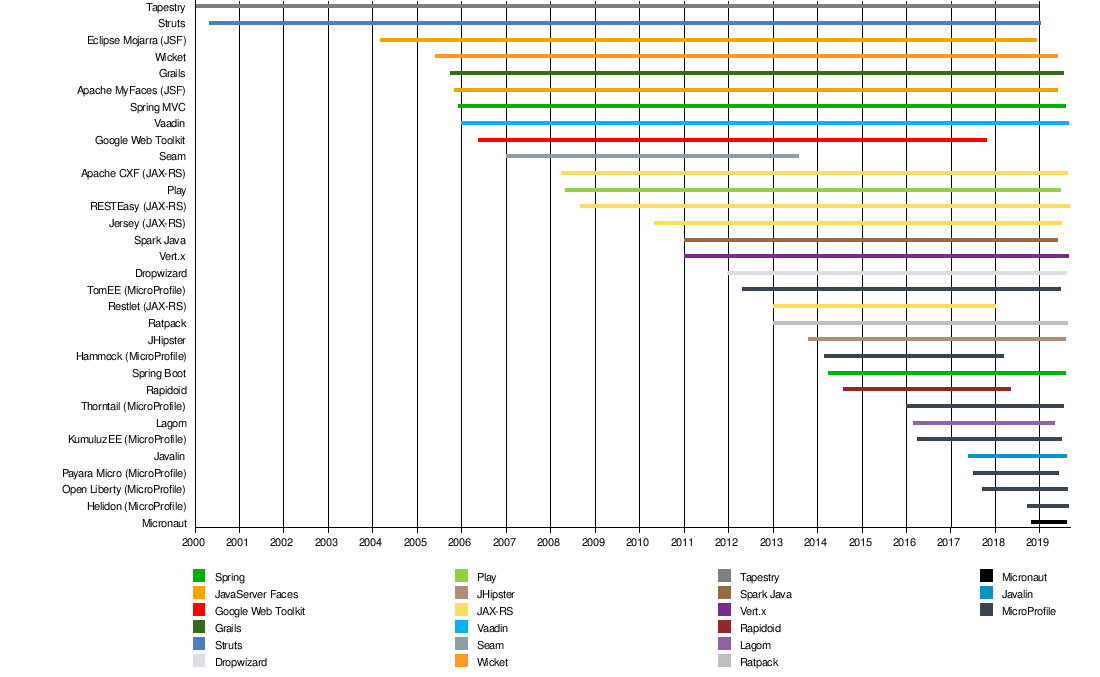 Tapestry
Struts
Eclipse Mojarra (JSF)
Wicket
Grails
Apache MyFaces (JSF)
Spring MVC
Vaadin
Google Web Toolkit
Seam
Apache CXF (JAX-RS)
Play
RESTEasy (JAX-RS)
Jersey (JAX-RS)
Spark Java
Vert.x
Dropwizard
TomEE (MicroProfile)
Restlet (JAX-RS)
Ratpack
JHipster
Hammock (MicroProfile)
Spring Boot
Rapidoid
Thorntail (MicroProfile)
Lagom
KumuluzEE (MicroProfile)
Javalin
Payara Micro (MicroProfile)
Open Liberty (MicroProfile)
Helidon (MicroProfile)
Micronaut
2000 2001 2002 2003 2004 2005 2006 2007 2008 2009 2010 2011 2012 2013 2014 2015 2016 2017 2018 2019
Spring
JavaServer Faces
Google Web Toolkit
Grails
Struts
Dropwizard
Play
JHipster
JAX-RS
Vaadin
Seam
Wicket
Tapestry
Spark Java
Vert.x
Rapidoid
Lagom
Ratpack
Micronaut
Javalin
MicroProfile